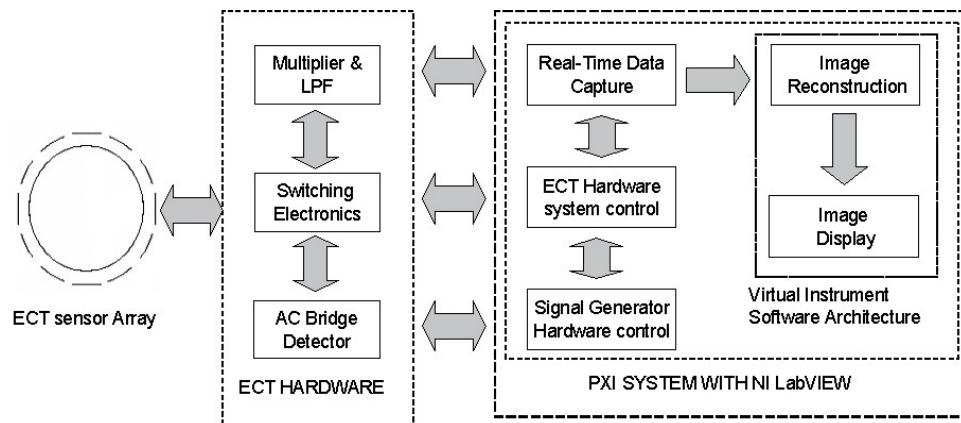 ECT sensor Array
Multiplier &
LPF
Switching
Electronics
AC Bridge
Detector
ECT HARDWARE
Real-Time Data
Capture
ECT Hardware
system control
Signal Generator
Hardware control
Image
Reconstruction
Image
Display
Virtual Instrument
Software Architecture
PXI SYSTEM WITH NI LabVIEW